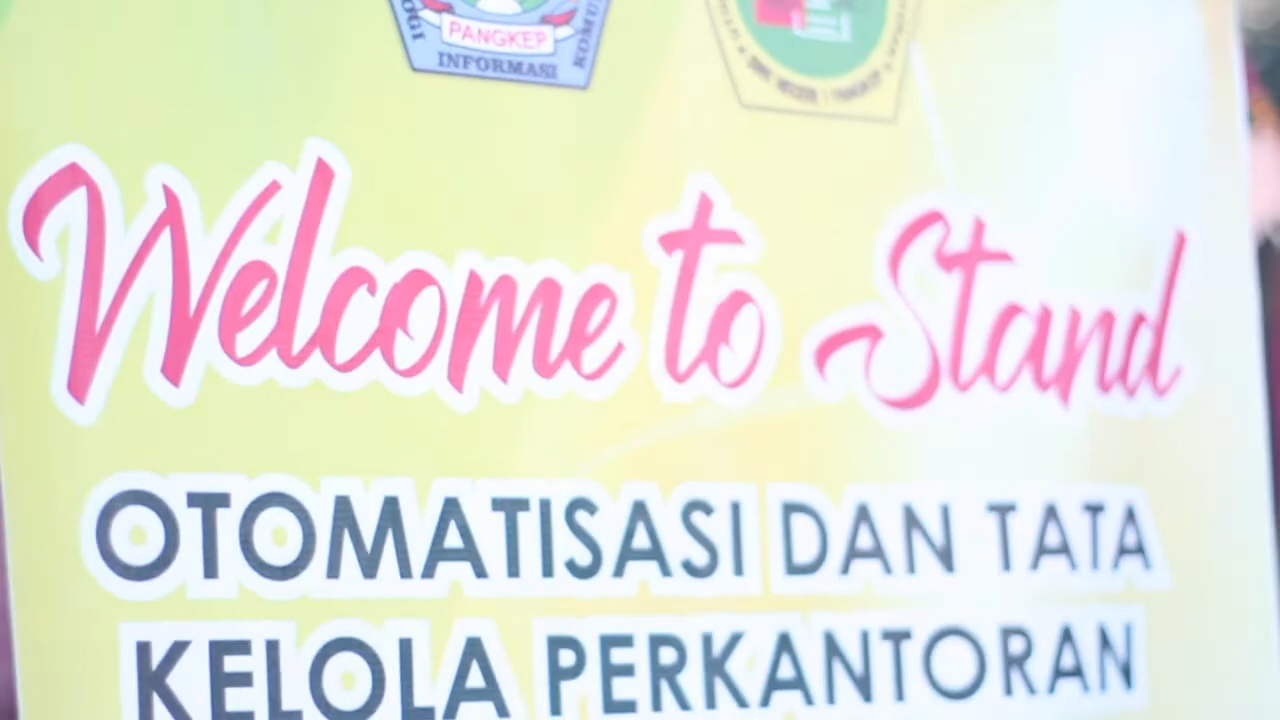 PANGKEP
INFORMASI
Welcome to Stand
OTOMATISASI DAN TATA
KELOLA PERKANTORAN